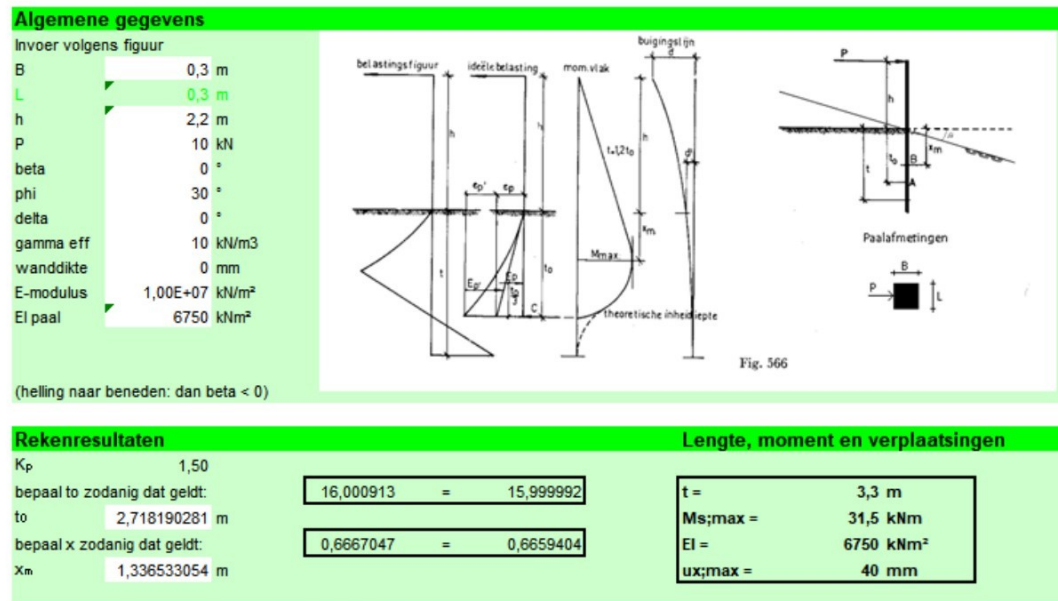 Algemene gegevens
Invoer volgens figuur
B 0,3 m
L 0,3 m
h 2,2 m
P 10 kN
beta 0 °
phi 30 °
delta 0 °
gamma eff 10 kN/m3
wanddikte 0 mm
E-modulus 1,00E+07 kN/m²
EI paal 6750 kNm²
(helling naar beneden: dan beta < 0)
buigingslijn
d
belastingsfiguur ideële belasting mom. vlak
h
h
h
t=1,2to
d'
ep' ep
xm
Mmax.
t
to
Ep' Ep
C
theoretische inheidiepte
P
h
xm
to B
t
A
Paalafmetingen
B
P
L
Fig. 566
Rekenresultaten
Kp 1,50
bepaal to zodanig dat geldt: 16,000913 = 15,999992
to 2,718190281 m
bepaal x zodanig dat geldt: 0,6667047 = 0,6659404
Xm 1,336533054 m
Lengte, moment en verplaatsingen
t = 3,3 m
Ms;max = 31,5 kNm
EI = 6750 kNm²
ux;max = 40 mm